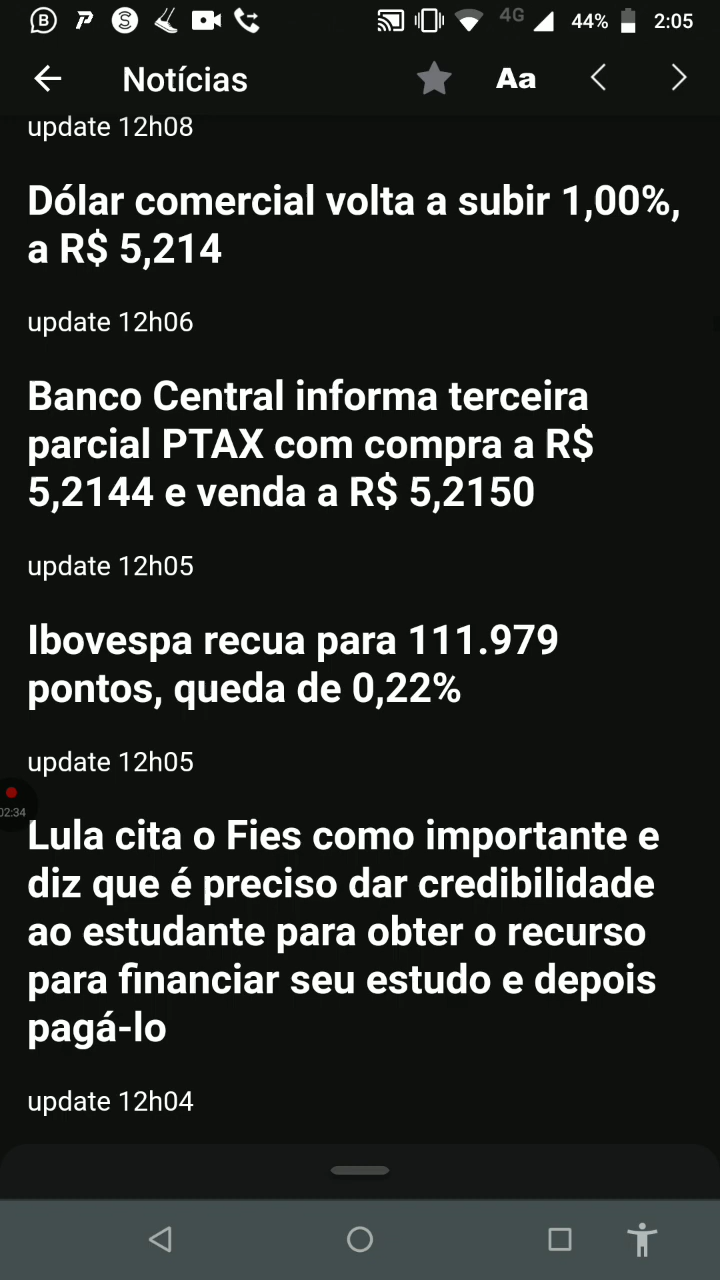 4G 44% 2:05
Notícias Aa
update 12h08
Dólar comercial volta a subir 1,00%,
a R$ 5,214
update 12h06
Banco Central informa terceira
parcial PTAX com compra a R$
5,2144 e venda a R$ 5,2150
update 12h05
Ibovespa recua para 111.979
pontos, queda de 0,22%
update 12h05
02:34
Lula cita o Fies como importante e
diz que é preciso dar credibilidade
ao estudante para obter o recurso
para financiar seu estudo e depois
pagá-lo
update 12h04